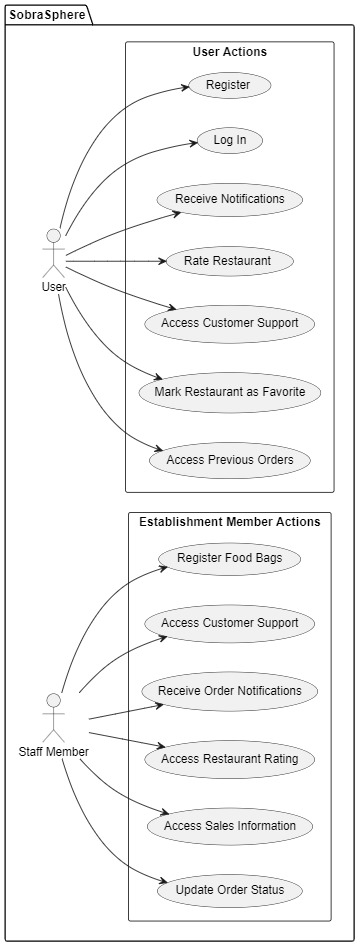 SobraSphere
User Actions
Register
Log In
Receive Notifications
Rate Restaurant
User
Access Customer Support
Mark Restaurant as Favorite
Access Previous Orders
Establishment Member Actions
Register Food Bags
Access Customer Support
Receive Order Notifications
Staff Member
Access Restaurant Rating
Access Sales Information
Update Order Status